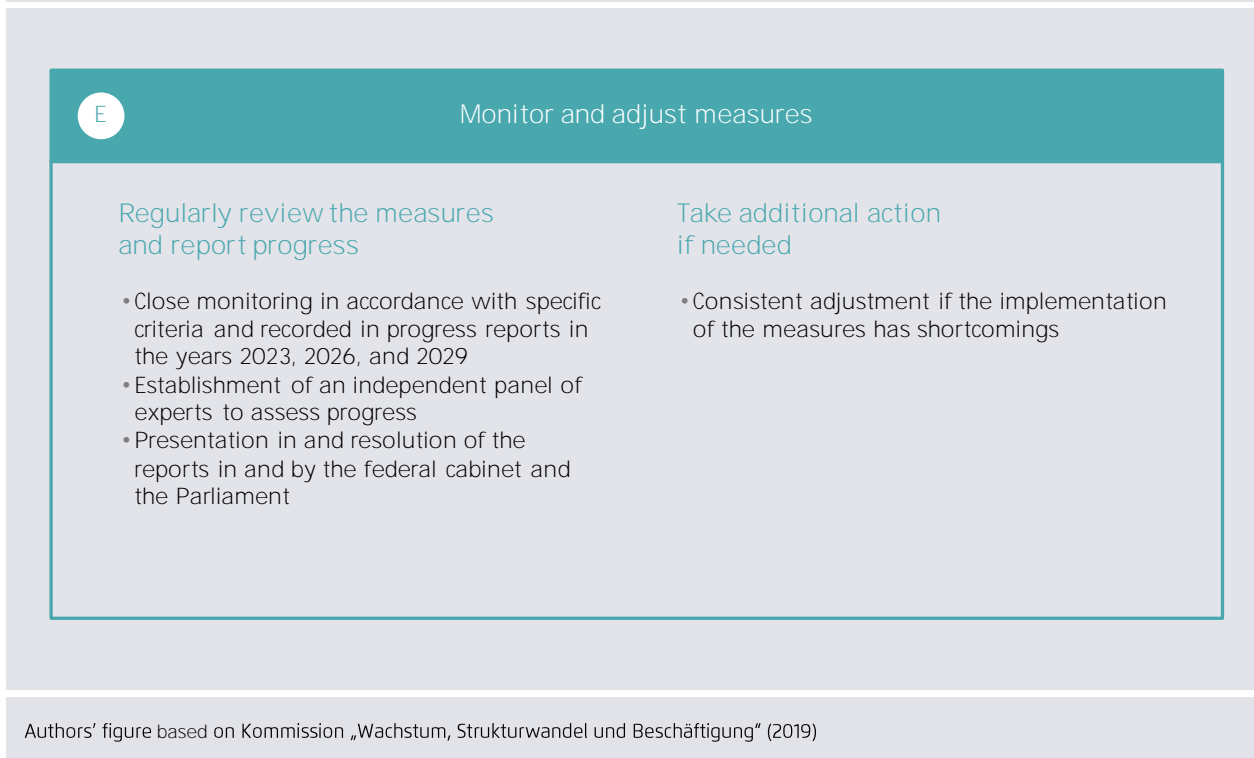 E
Monitor and adjust measures
Regularly review the measures
and report progress
• Close monitoring in accordance with specific
criteria and recorded in progress reports in
the years 2023, 2026, and 2029
• Establishment of an independent panel of
experts to assess progress
• Presentation in and resolution of the
reports in and by the federal cabinet and
the Parliament
Take additional action
if needed
• Consistent adjustment if the implementation
of the measures has shortcomings
Authors’ figure based on Kommission „Wachstum, Strukturwandel und Beschäftigung“ (2019)